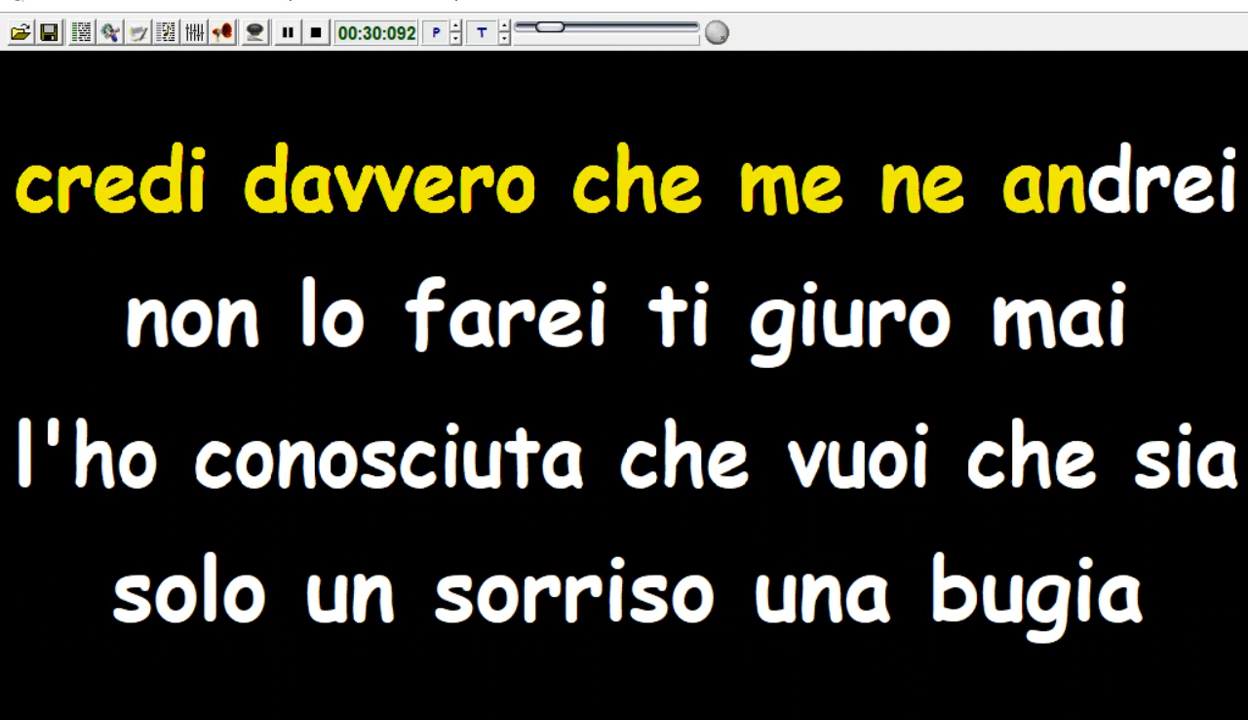 00:30:092 P T
credi davvero che me ne andrei
non lo farei ti giuro mai
l'ho conosciuta che vuoi che sia
solo un sorriso una bugia